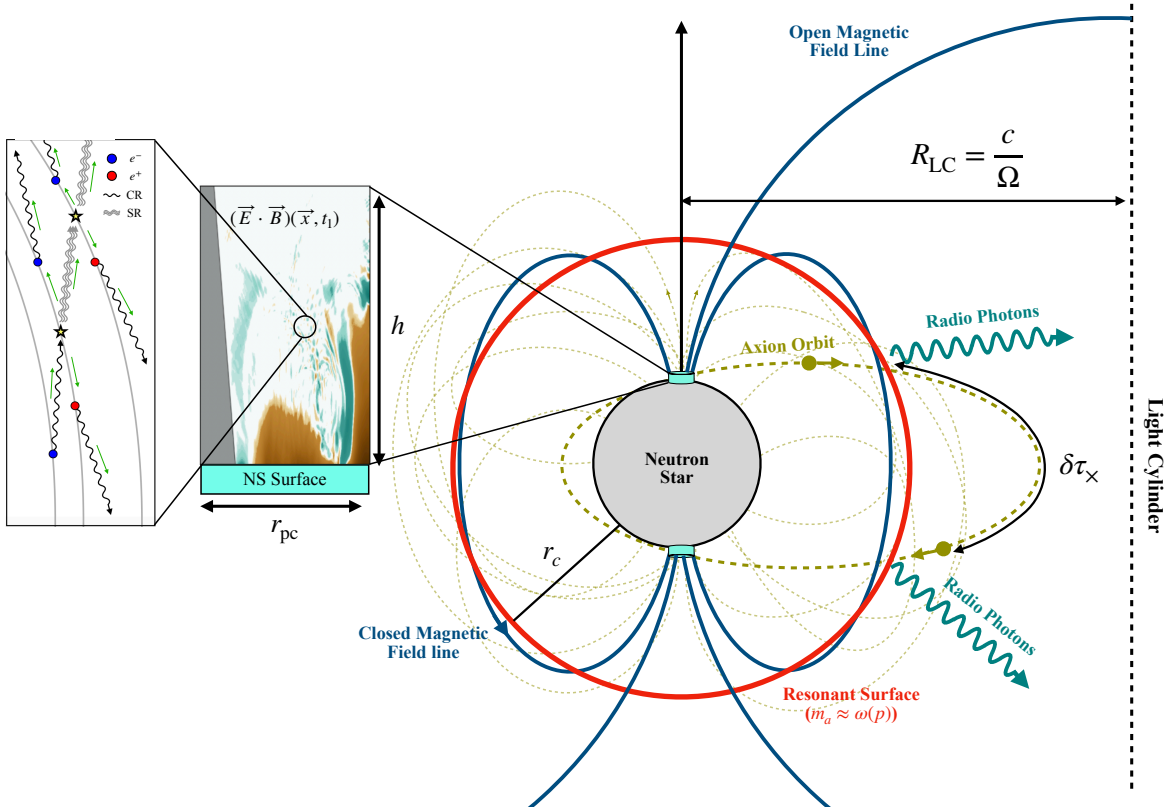 e⁻
e⁺
CR
SR
(E⃗ · B⃗)(x⃗, t₁)
h
NS Surface
r_pc
Open Magnetic
Field Line
R_LC = c/Ω
Radio Photons
Axion Orbit
Neutron
Star
δτ_×
r_c
Closed Magnetic
Field line
Radio Photons
Resonant Surface
(m_a ≈ ω(p))
Light Cylinder